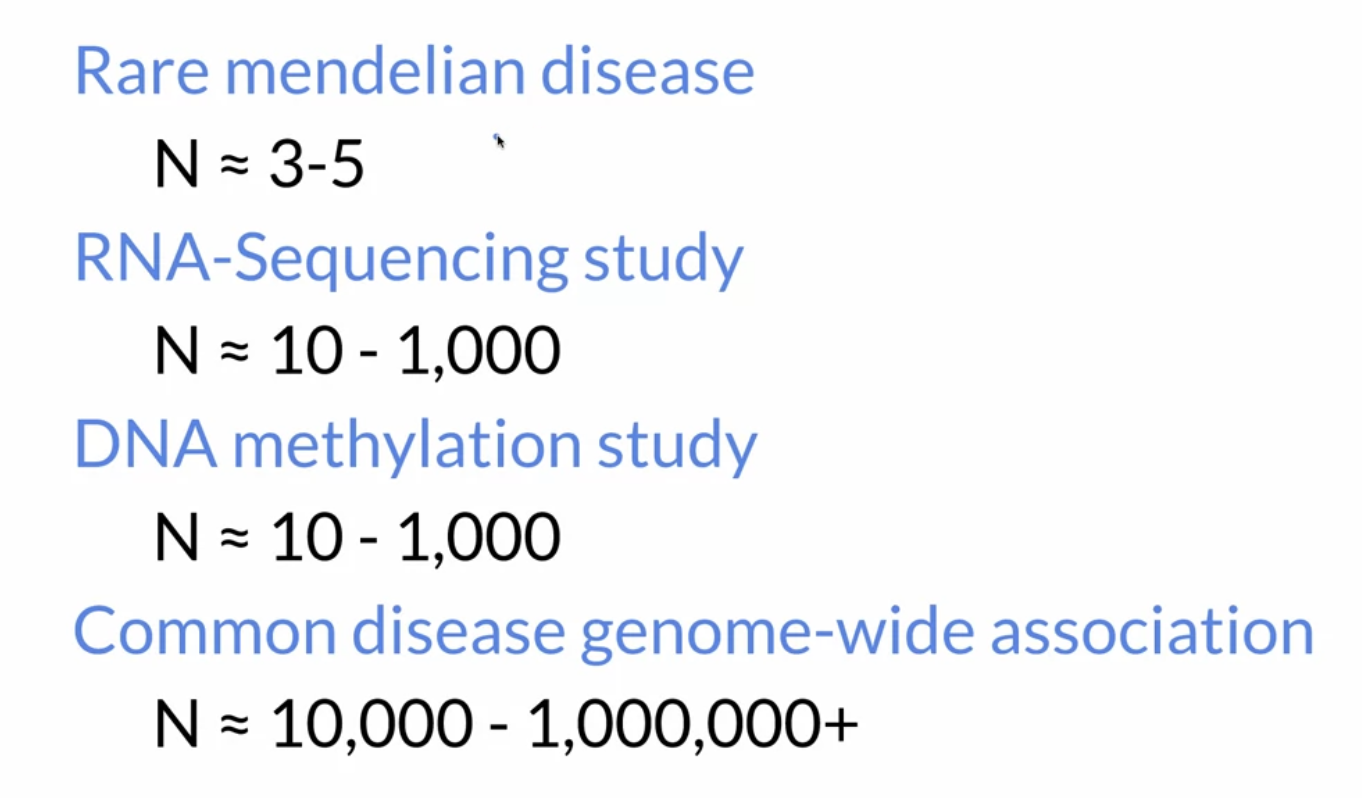 Rare mendelian disease
N ≈ 3-5
RNA-Sequencing study
N ≈ 10 - 1,000
DNA methylation study
N ≈ 10 - 1,000
Common disease genome-wide association
N ≈ 10,000 - 1,000,000+